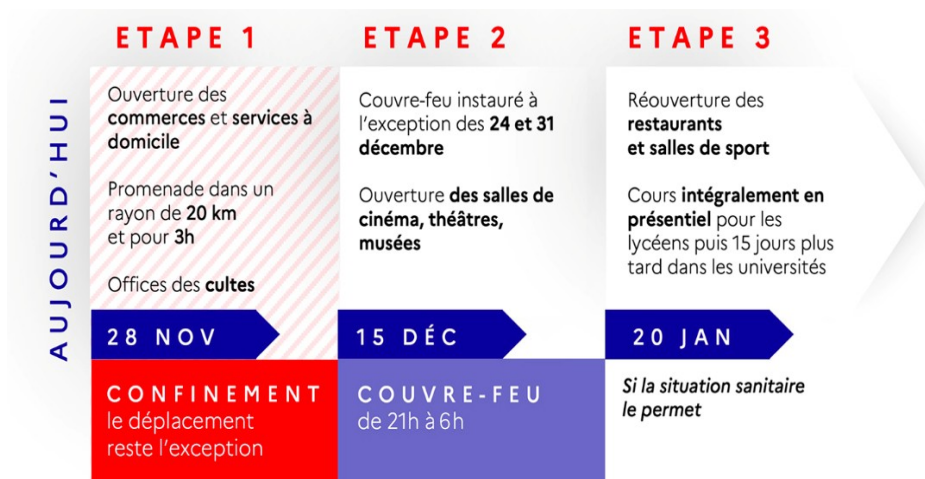 AUJOURD'HUI
ETAPE 1
Ouverture des
commerces et services à
domicile
Promenade dans un
rayon de 20 km
et pour 3h
Offices des cultes
28 NOV
CONFINEMENT
le déplacement
reste l'exception
ETAPE 2
Couvre-feu instauré à
l'exception des 24 et 31
décembre
Ouverture des salles de
cinéma, théâtres,
musées
15 DÉC
COUVRE-FEU
de 21h à 6h
ETAPE 3
Réouverture des
restaurants
et salles de sport
Cours intégralement en
présentiel pour les
lycéens puis 15 jours plus
tard dans les universités
20 JAN
Si la situation sanitaire
le permet